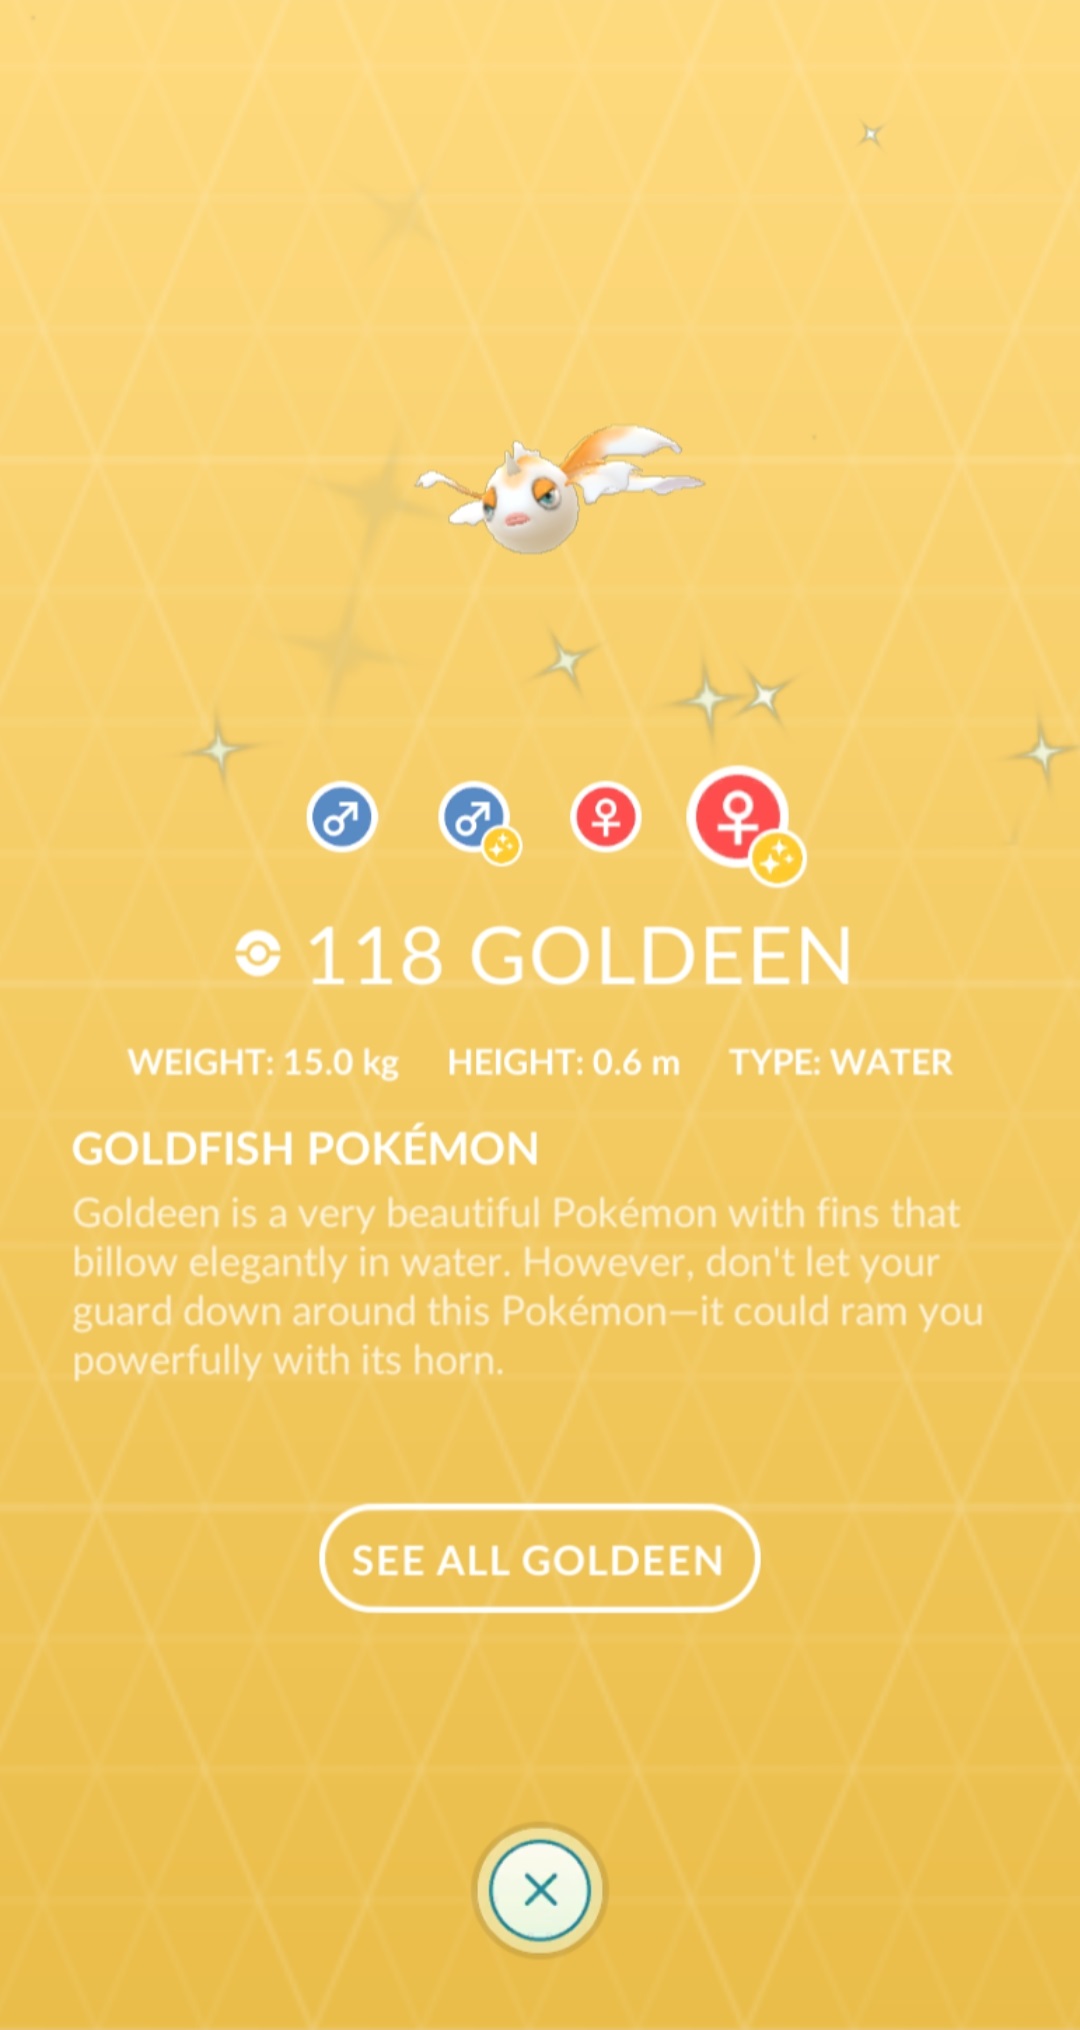 118 GOLDEEN
WEIGHT: 15.0 kg HEIGHT: 0.6 m TYPE: WATER
GOLDFISH POKÉMON
Goldeen is a very beautiful Pokémon with fins that
billow elegantly in water. However, don't let your
guard down around this Pokémon—it could ram you
powerfully with its horn.
SEE ALL GOLDEEN